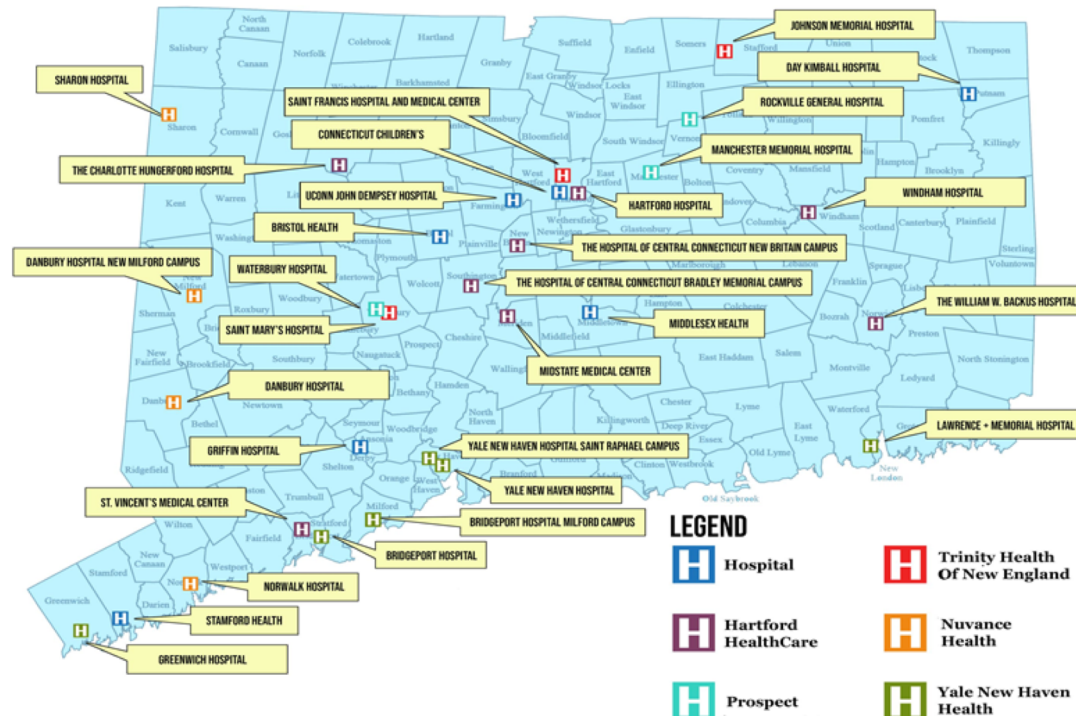 JOHNSON MEMORIAL HOSPITAL
DAY KIMBALL HOSPITAL
SHARON HOSPITAL
SAINT FRANCIS HOSPITAL AND MEDICAL CENTER
ROCKVILLE GENERAL HOSPITAL
CONNECTICUT CHILDREN'S
MANCHESTER MEMORIAL HOSPITAL
THE CHARLOTTE HUNGERFORD HOSPITAL
UCONN JOHN DEMPSEY HOSPITAL
HARTFORD HOSPITAL
WINDHAM HOSPITAL
BRISTOL HEALTH
THE HOSPITAL OF CENTRAL CONNECTICUT NEW BRITAIN CAMPUS
DANBURY HOSPITAL NEW MILFORD CAMPUS
WATERBURY HOSPITAL
THE HOSPITAL OF CENTRAL CONNECTICUT BRADLEY MEMORIAL CAMPUS
THE WILLIAM W. BACKUS HOSPITAL
SAINT MARY'S HOSPITAL
MIDDLESEX HEALTH
MIDSTATE MEDICAL CENTER
DANBURY HOSPITAL
LAWRENCE + MEMORIAL HOSPITAL
GRIFFIN HOSPITAL
YALE NEW HAVEN HOSPITAL SAINT RAPHAEL CAMPUS
YALE NEW HAVEN HOSPITAL
ST. VINCENT'S MEDICAL CENTER
BRIDGEPORT HOSPITAL MILFORD CAMPUS
BRIDGEPORT HOSPITAL
NORWALK HOSPITAL
STAMFORD HEALTH
GREENWICH HOSPITAL
North
Canaan
Salisbury
Canaan
Norfolk
Colebrook
Hartland
Barkhamsted
Granby
Suffield
East Granby
Windsor Locks
East
Windsor
Windsor
Enfield
Somers
Stafford
Union
Thompson
Ellington
Willington
Pomfret
Killingly
Sharon
Cornwall
Bloomfield
South Windsor
Vernon
West
Hartford
East
Hartford
Bolton
Coventry
Mansfield
Hampton
Brooklyn
Kent
Warren
Wethersfield
Newington
Glastonbury
Columbia
Windham
Scotland
Canterbury
Plainfield
Sterling
Voluntown
Plainville
Plymouth
Wolcott
Southington
Marlborough
Lebanon
Sprague
Franklin
New
Milford
Sherman
Roxbury
Woodbury
Middletown
Hampton
Colchester
Bozrah
Preston
New
Fairfield
Brookfield
Southbury
Naugatuck
Prospect
Cheshire
Middlefield
East Haddam
Salem
Montville
North Stonington
Ledyard
Bethel
Newtown
Bethany
Hamden
North
Haven
Killingworth
Chester
Deep River
Essex
Lyme
East
Lyme
Old Lyme
Waterford
New
London
Seymour
Woodbridge
Derby
Shelton
Orange
West
Haven
Milford
Clinton
Westbrook
Old Saybrook
Ridgefield
Trumbull
Stratford
Fairfield
Wilton
Westport
New
Canaan
Darien
Stamford
Greenwich
LEGEND
H Hospital
H Trinity Health
Of New England
H Hartford
HealthCare
H Nuvance
Health
H Prospect
H Yale New Haven
Health